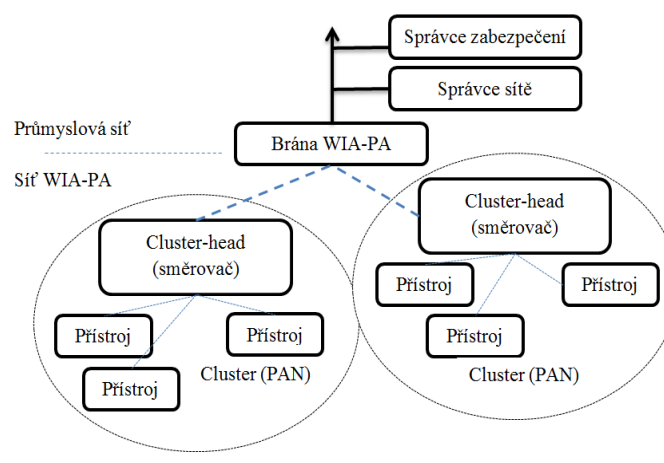 Správce zabezpečení
Správce sítě
Průmyslová síť
Brána WIA-PA
Síť WIA-PA
Cluster-head
(směrovač)
Cluster-head
(směrovač)
Přístroj
Přístroj
Přístroj
Cluster (PAN)
Přístroj
Přístroj
Přístroj
Cluster (PAN)